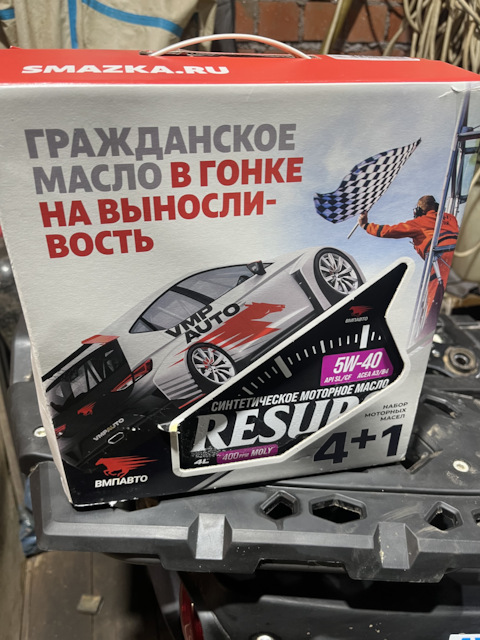 SMAZKA.RU
ГРАЖДАНСКОЕ
МАСЛО В ГОНКЕ
НА ВЫНОСЛИ-
ВОСТЬ
VMP
AUTO
VMPAUTO
ВМПАВТО
5W-40
API SL/CF ACEA A3/B4
СИНТЕТИЧЕСКОЕ МОТОРНОЕ МАСЛО
RESUR
4L
400 PPM MOLY
НАБОР
МОТОРНЫХ
МАСЕЛ
4+1
ВМПАВТО